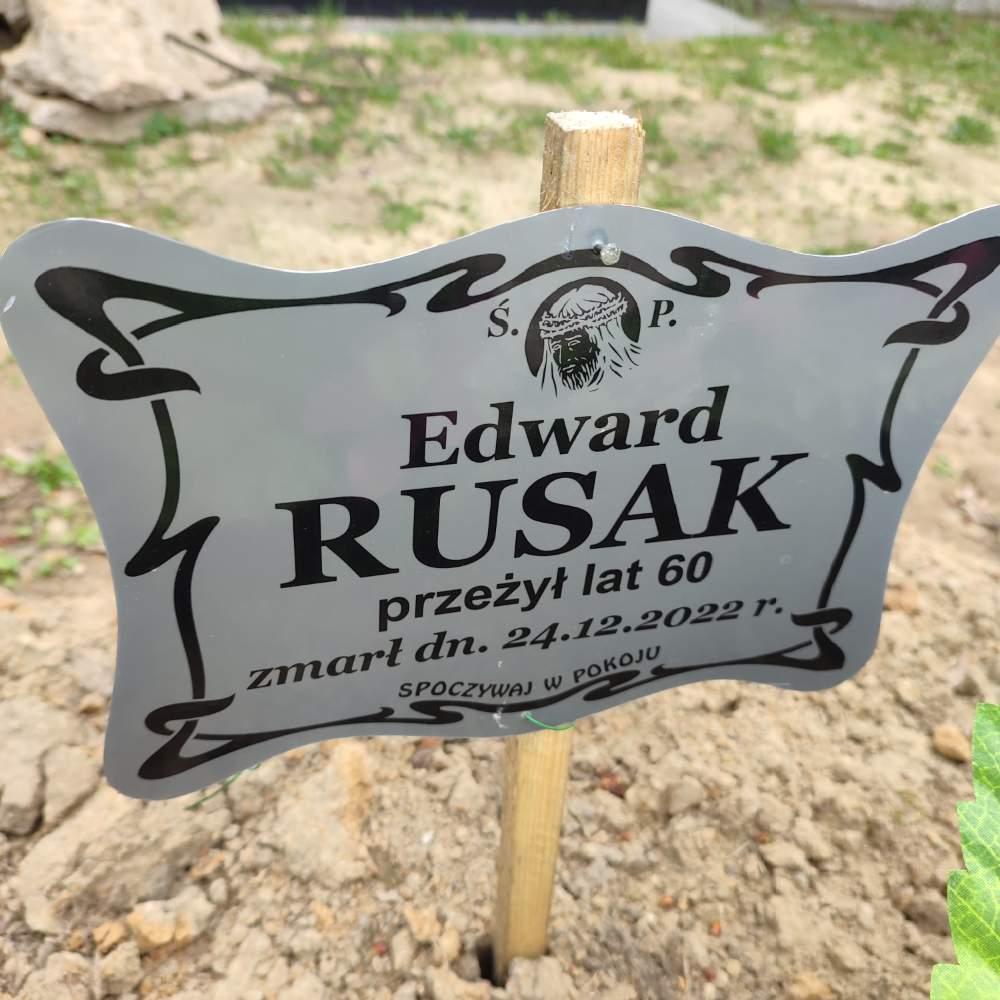 Ś. P.
Edward
RUSAK
przeżył lat 60
zmarł dn. 24.12.2022 r.
SPOCZYWAJ W POKOJU